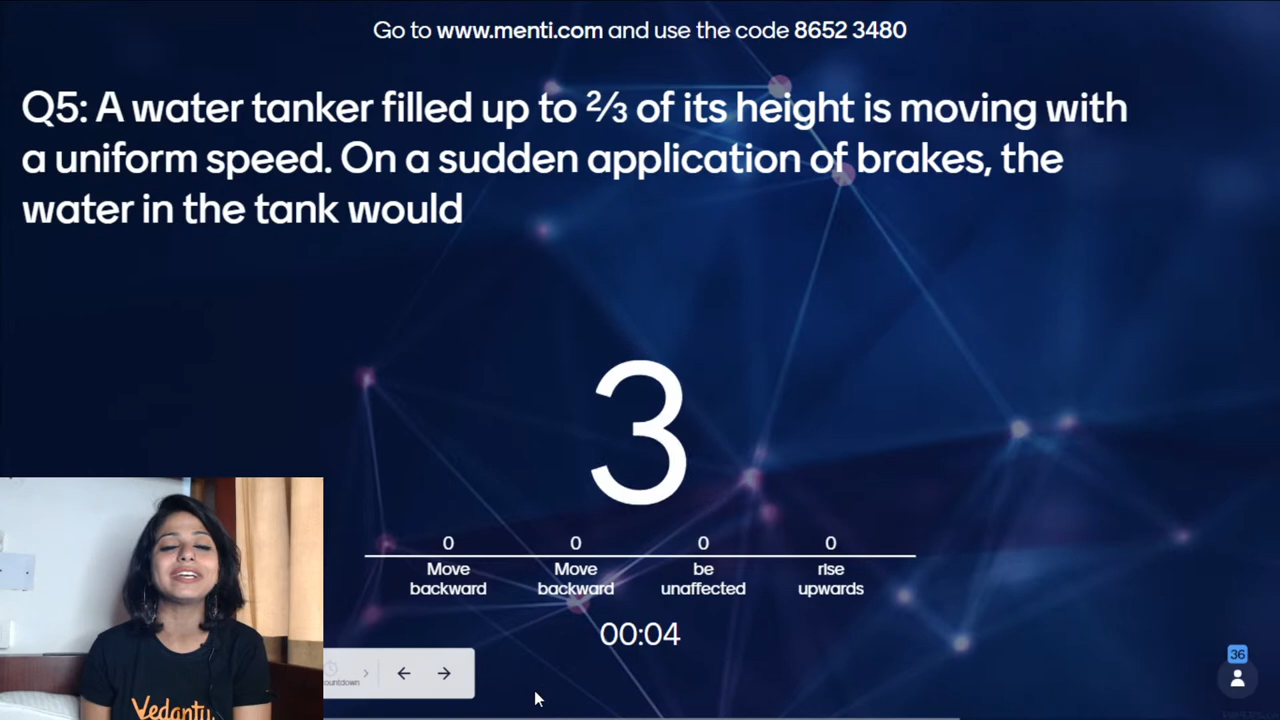 Go to www.menti.com and use the code 8652 3480
Q5: A water tanker filled up to ⅔ of its height is moving with
a uniform speed. On a sudden application of brakes, the
water in the tank would
3
0 0 0 0
Move Move be rise
backward backward unaffected upwards
00:04
36
Vedantu